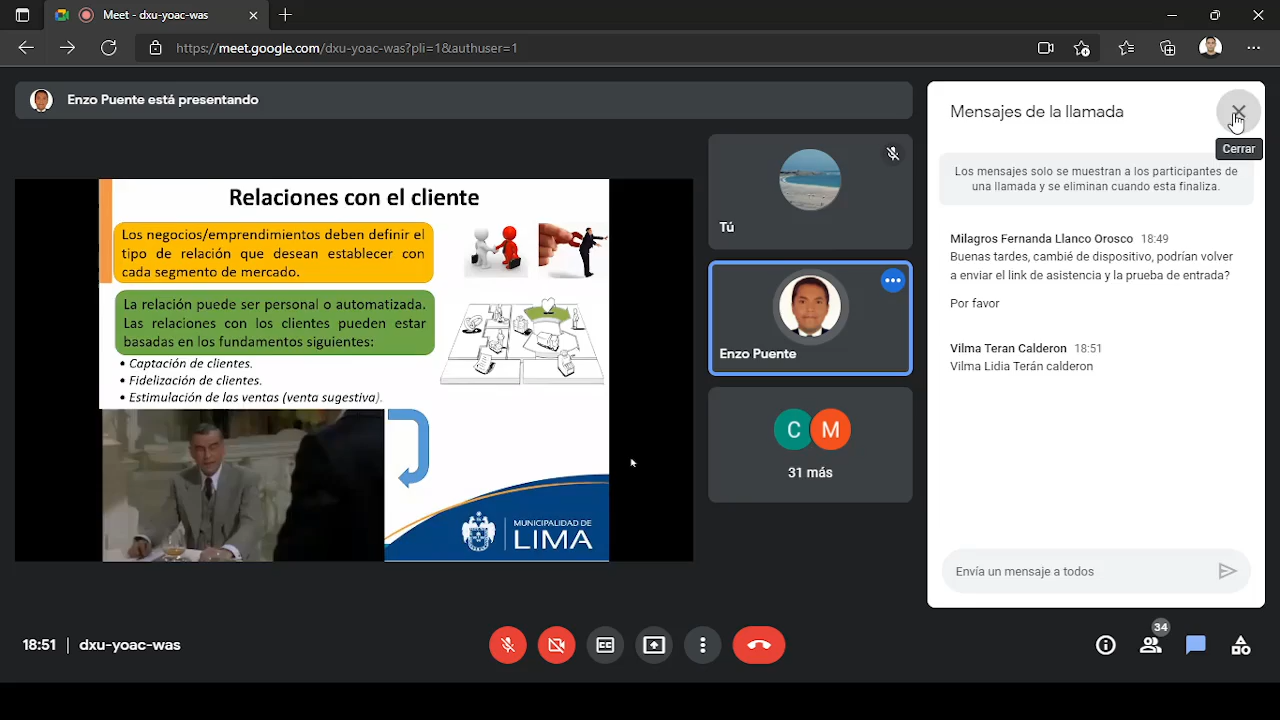 Meet - dxu-yoac-was
https://meet.google.com/dxu-yoac-was?pli=1&authuser=1
Enzo Puente está presentando
Relaciones con el cliente
Los negocios/emprendimientos deben definir el
tipo de relación que desean establecer con
cada segmento de mercado.
La relación puede ser personal o automatizada.
Las relaciones con los clientes pueden estar
basadas en los fundamentos siguientes:
• Captación de clientes.
• Fidelización de clientes.
• Estimulación de las ventas (venta sugestiva).
MUNICIPALIDAD DE
LIMA
Tú
Enzo Puente
C M
31 más
Mensajes de la llamada
Cerrar
Los mensajes solo se muestran a los participantes de
una llamada y se eliminan cuando esta finaliza.
Milagros Fernanda Llanco Orosco 18:49
Buenas tardes, cambié de dispositivo, podrían volver
a enviar el link de asistencia y la prueba de entrada?
Por favor
Vilma Teran Calderon 18:51
Vilma Lidia Terán calderon
Envía un mensaje a todos
18:51 | dxu-yoac-was
CC
34